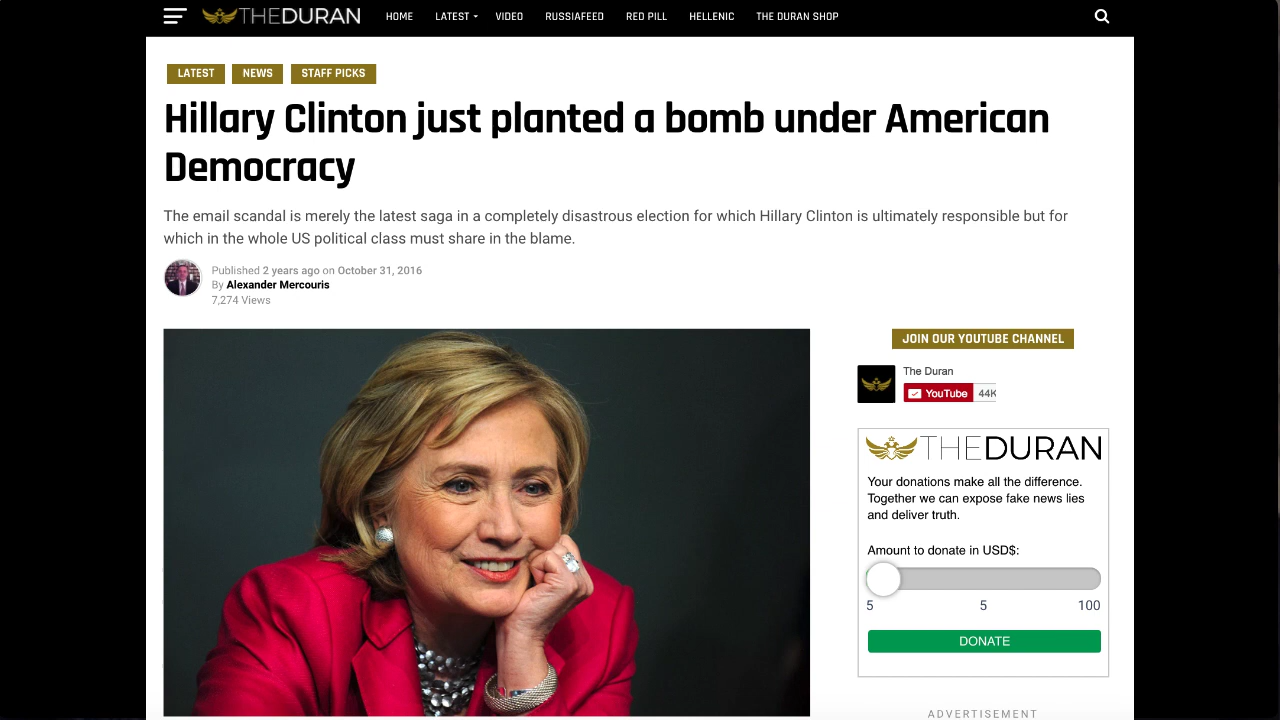 THEDURAN
HOME LATEST VIDEO RUSSIAFEED RED PILL HELLENIC THE DURAN SHOP
LATEST NEWS STAFF PICKS
Hillary Clinton just planted a bomb under American
Democracy
The email scandal is merely the latest saga in a completely disastrous election for which Hillary Clinton is ultimately responsible but for
which in the whole US political class must share in the blame.
Published 2 years ago on October 31, 2016
By Alexander Mercouris
7,274 Views
JOIN OUR YOUTUBE CHANNEL
The Duran
YouTube 44K
THEDURAN
Your donations make all the difference.
Together we can expose fake news lies
and deliver truth.
Amount to donate in USD$:
5 5 100
DONATE
ADVERTISEMENT